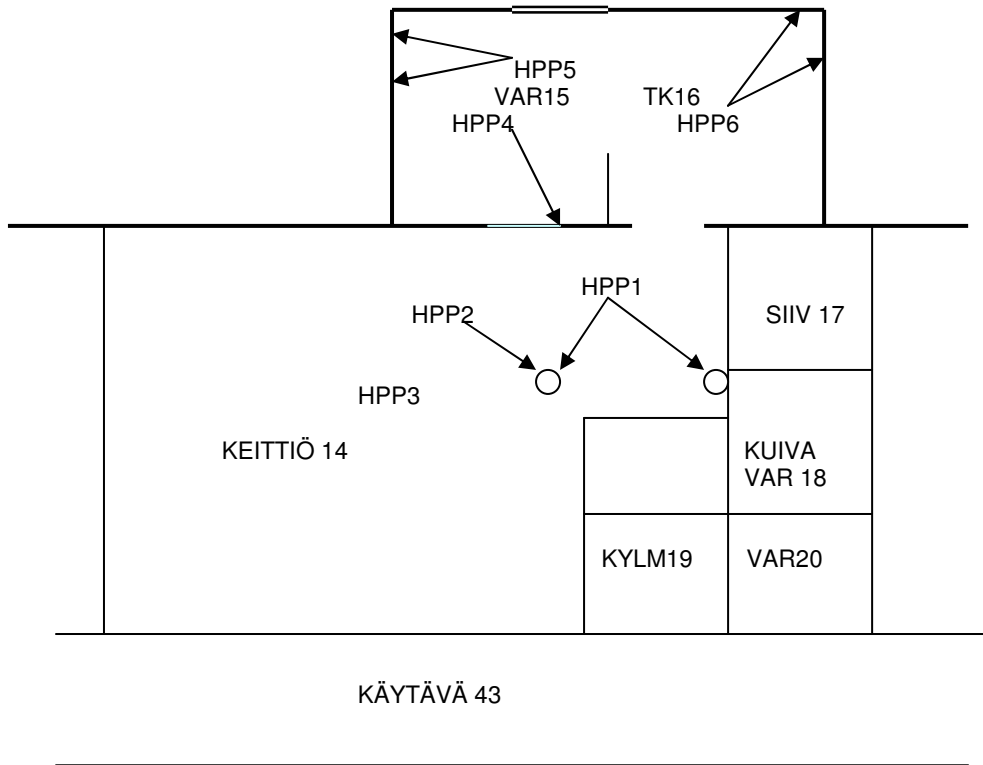 HPP5
VAR15
TK16
HPP4
HPP6
HPP1
HPP2
SIIV 17
HPP3
KEITTIÖ 14
KUIVA
VAR 18
KYLM19
VAR20
KÄYTÄVÄ 43